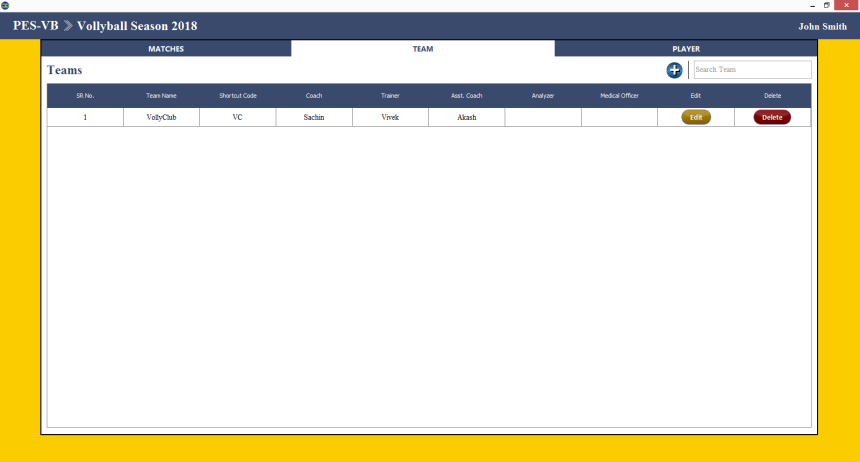 PES-VB » Vollyball Season 2018 John Smith
MATCHES TEAM PLAYER
Teams Search Team
SR No. Team Name Shortcut Code Coach Trainer Asst. Coach Analyzer Medical Officer Edit Delete
1 VollyClub VC Sachin Vivek Akash Edit Delete